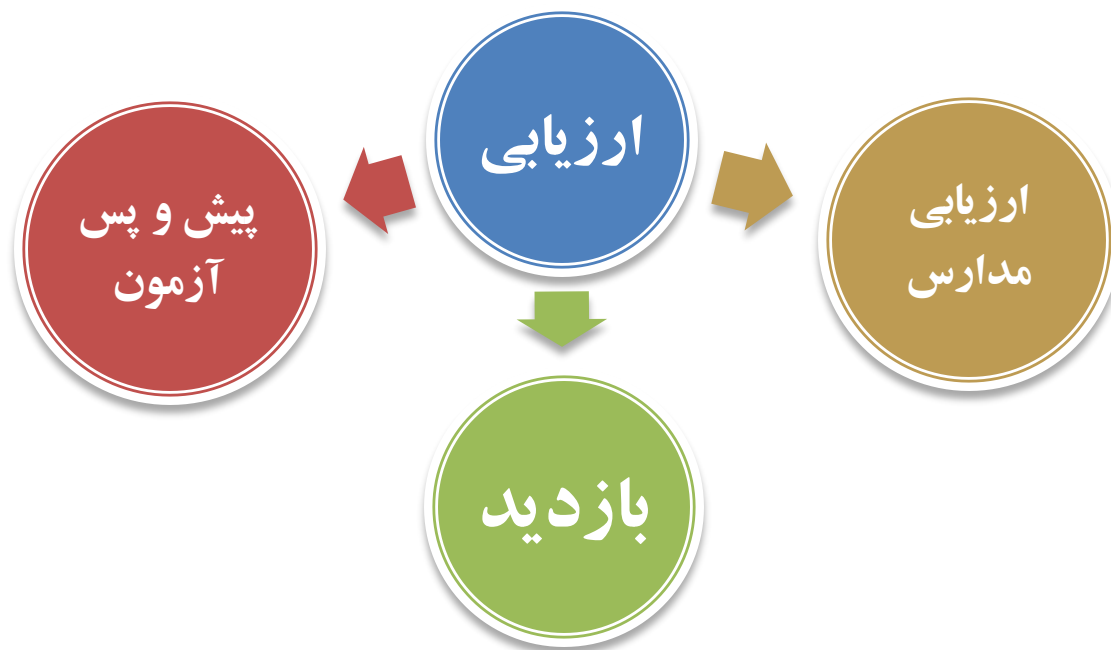 ارزیابی
ارزیابی
مدارس
پیش و پس
آزمون
بازدید